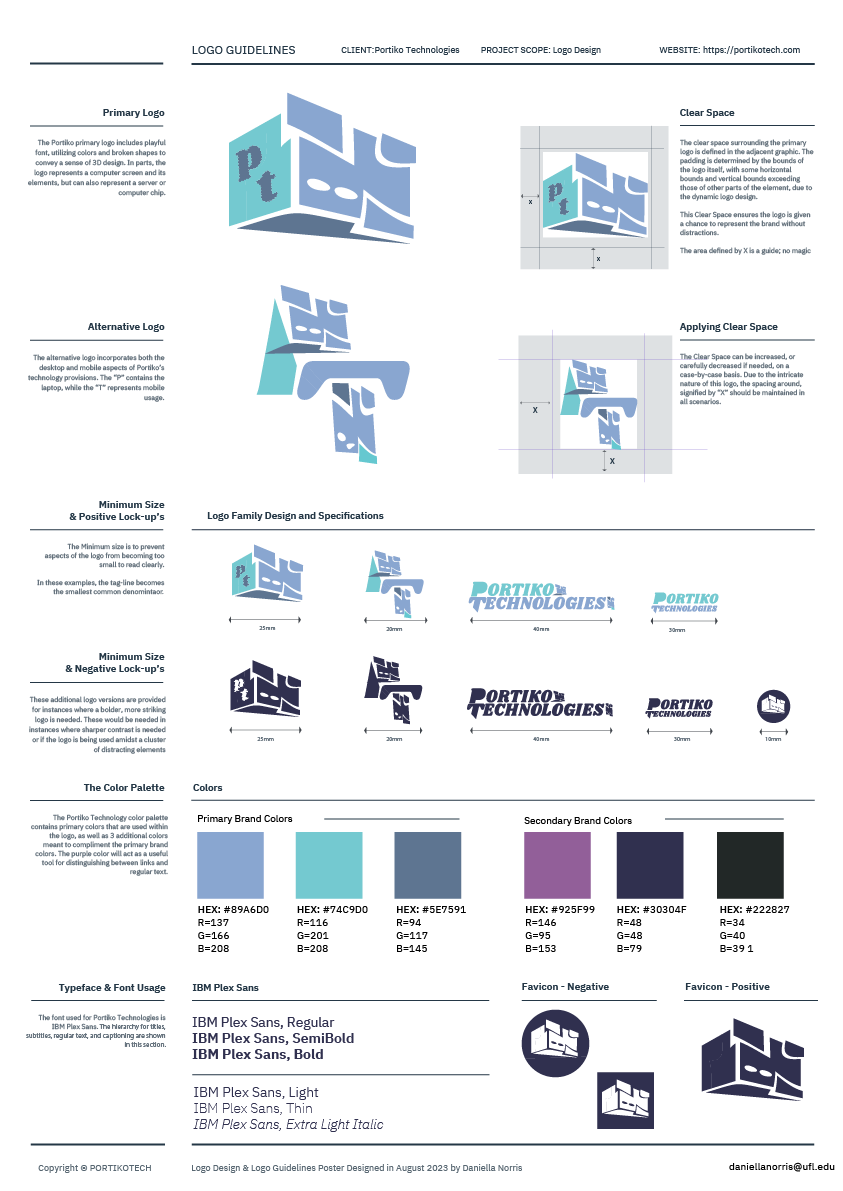 LOGO GUIDELINES
CLIENT:Portiko Technologies
PROJECT SCOPE: Logo Design
WEBSITE: https://portikotech.com
Primary Logo
The Portiko primary logo includes playful
font, utilizing colors and broken shapes to
convey a sense of 3D design. In parts, the
logo represents a computer screen and its
elements, but can also represent a server or
computer chip.
pt
Clear Space
The clear space surrounding the primary
logo is defined in the adjacent graphic. The
padding is determined by the bounds of
the logo itself, with some horizontal
bounds and vertical bounds exceeding
those of other parts of the element, due to
the dynamic logo design.
This Clear Space ensures the logo is given
a chance to represent the brand without
distractions.
The area defined by X is a guide; no magic
pt
x
x
Alternative Logo
The alternative logo incorporates both the
desktop and mobile aspects of Portiko's
technology provisions. The "P" contains the
laptop, while the "T" represents mobile
usage.
Applying Clear Space
The Clear Space can be increased, or
carefully decreased if needed, on a
case-by-case basis. Due to the intricate
nature of this logo, the spacing around,
signified by "X" should be maintained in
all scenarios.
X
X
Minimum Size
& Positive Lock-up's
The Minimum size is to prevent
aspects of the logo from becoming too
small to read clearly.
In these examples, the tag-line becomes
the smallest common denomintaor.
Logo Family Design and Specifications
pt
PORTIKO
TECHNOLOGIES
PORTIKO
TECHNOLOGIES
25mm
20mm
40mm
30mm
Minimum Size
& Negative Lock-up's
These additional logo versions are provided
for instances where a bolder, more striking
logo is needed. These would be needed in
instances where sharper contrast is needed
or if the logo is being used amidst a cluster
of distracting elements
pt
PORTIKO
TECHNOLOGIES
PORTIKO
TECHNOLOGIES
25mm
20mm
40mm
30mm
10mm
The Color Palette
The Portiko Technology color palette
contains primary colors that are used within
the logo, as well as 3 additional colors
meant to compliment the primary brand
colors. The purple color will act as a useful
tool for distinguishing between links and
regular text.
Colors
Primary Brand Colors
HEX: #89A6D0
R=137
G=166
B=208
HEX: #74C9D0
R=116
G=201
B=208
HEX: #5E7591
R=94
G=117
B=145
Secondary Brand Colors
HEX: #925F99
R=146
G=95
B=153
HEX: #30304F
R=48
G=48
B=79
HEX: #222827
R=34
G=40
B=39 1
Typeface & Font Usage
The font used for Portiko Technologies is
IBM Plex Sans. The hierarchy for titles,
subtitles, regular text, and captioning are shown
in this section.
IBM Plex Sans
IBM Plex Sans, Regular
IBM Plex Sans, SemiBold
IBM Plex Sans, Bold
IBM Plex Sans, Light
IBM Plex Sans, Thin
IBM Plex Sans, Extra Light Italic
Favicon - Negative
Favicon - Positive
Copyright © PORTIKOTECH
Logo Design & Logo Guidelines Poster Designed in August 2023 by Daniella Norris
daniellanorris@ufl.edu